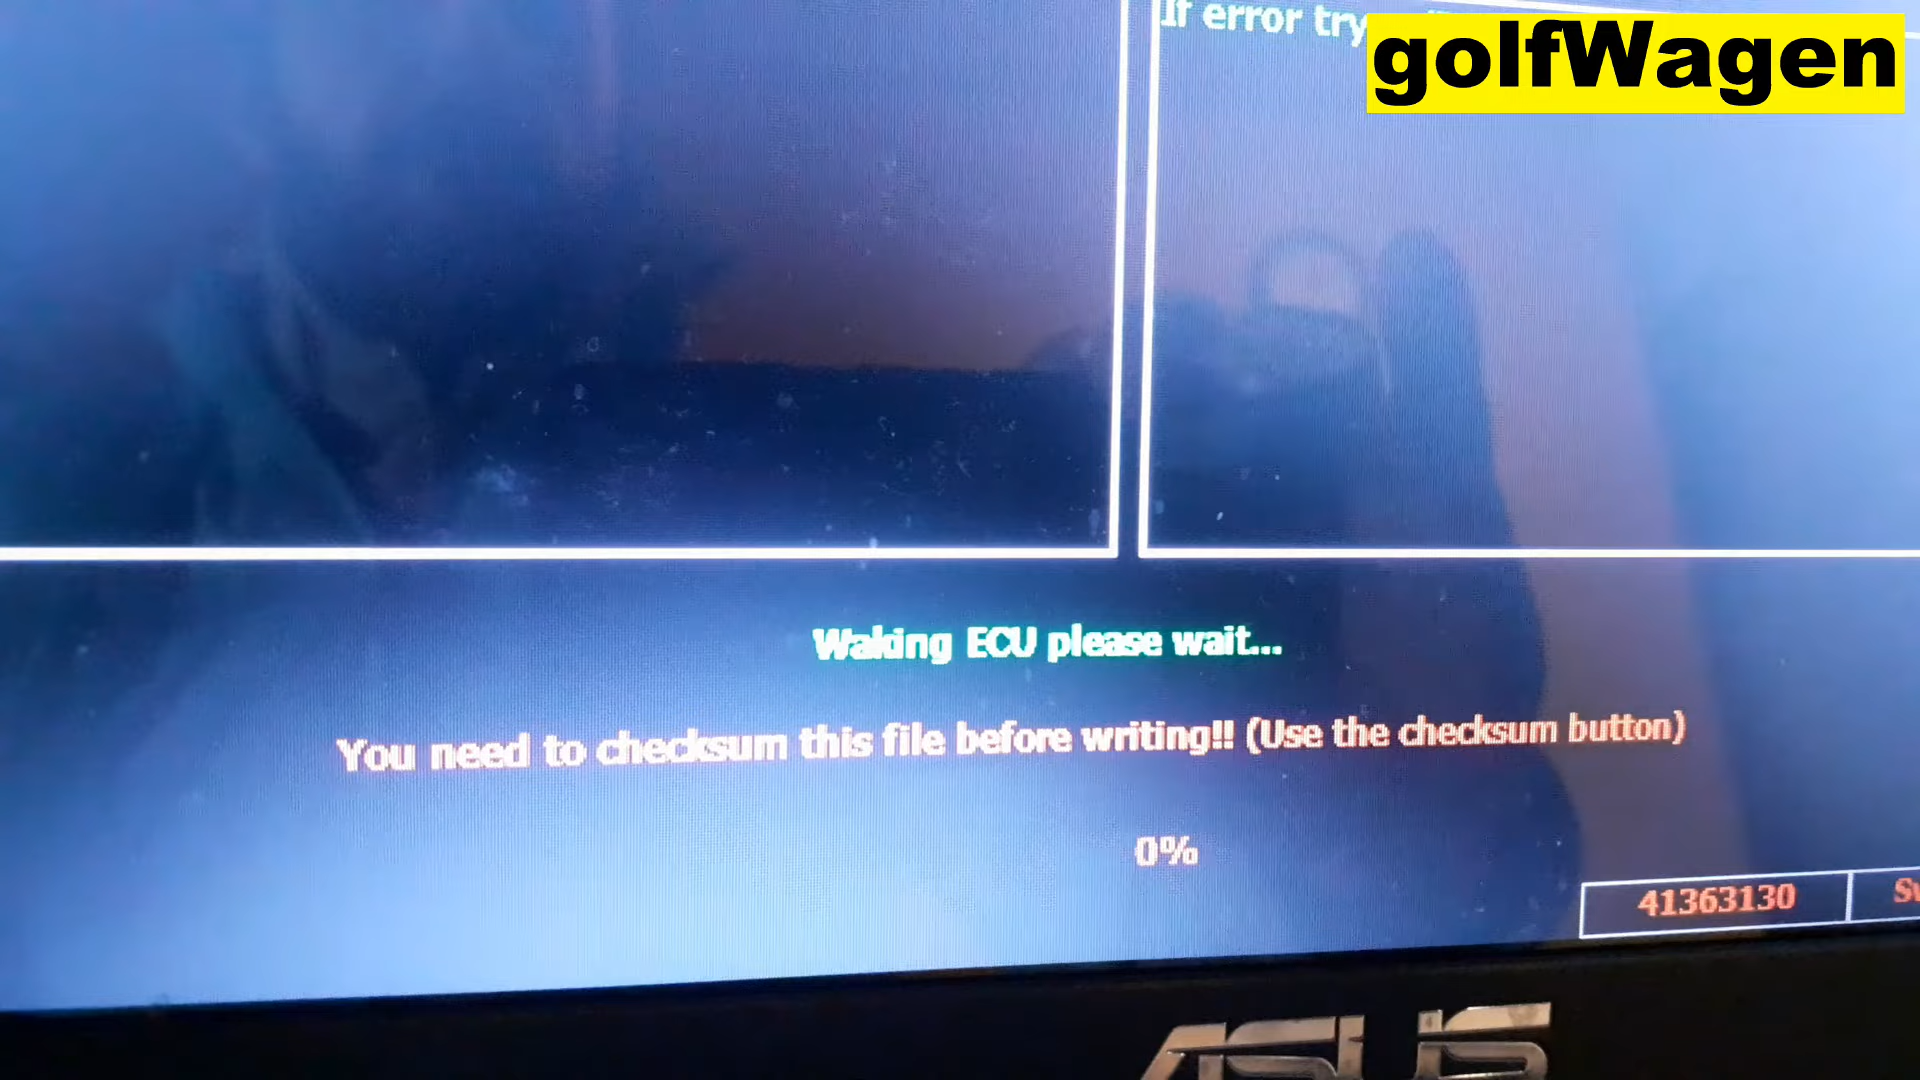 If error try
golfWagen
Waking ECU please wait...
You need to checksum this file before writing!! (Use the checksum button)
0%
41363130
ASUS